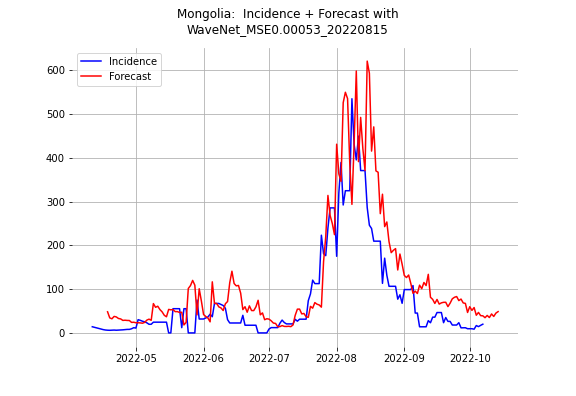 Mongolia:  Incidence + Forecast with
WaveNet_MSE0.00053_20220815
Incidence
Forecast
600
500
400
300
200
100
0
2022-05 2022-06 2022-07 2022-08 2022-09 2022-10